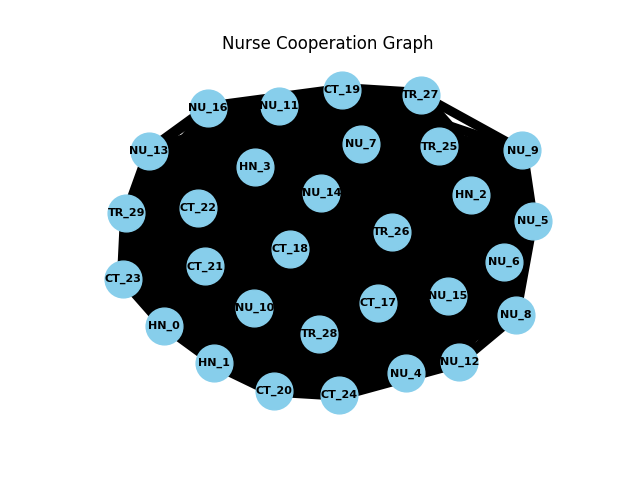 Nurse Cooperation Graph
CT_19
TR_27
NU_16
NU_11
NU_7
TR_25
NU_13
NU_9
HN_3
NU_14
HN_2
CT_22
TR_29
NU_5
TR_26
CT_18
NU_6
CT_21
CT_23
NU_15
CT_17
NU_10
NU_8
HN_0
TR_28
HN_1
NU_12
NU_4
CT_20
CT_24